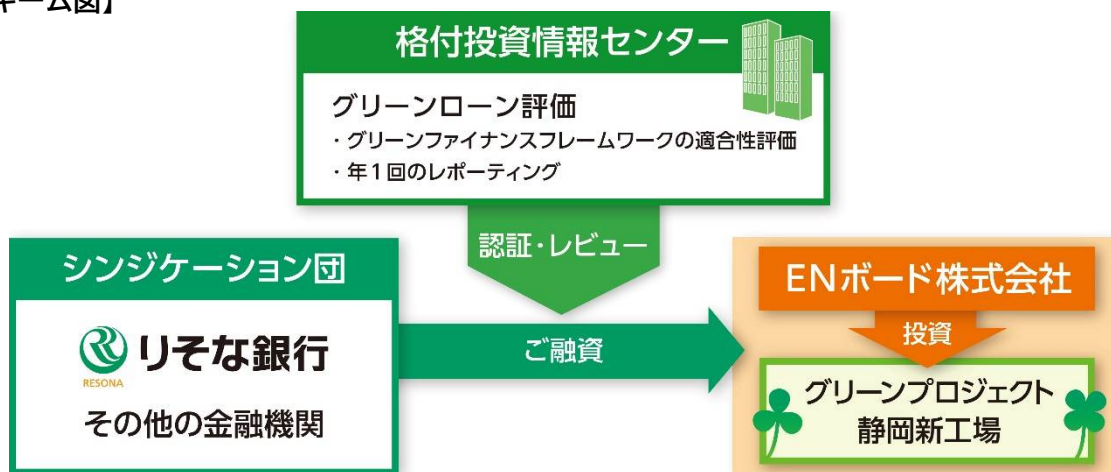 キーム図】
格付投資情報センター
グリーンローン評価
・グリーンファイナンスフレームワークの適合性評価
・年1回のレポーティング
認証・レビュー
シンジケーション団
りそな銀行
RESONA
その他の金融機関
ご融資
ENボード株式会社
投資
グリーンプロジェクト
静岡新工場